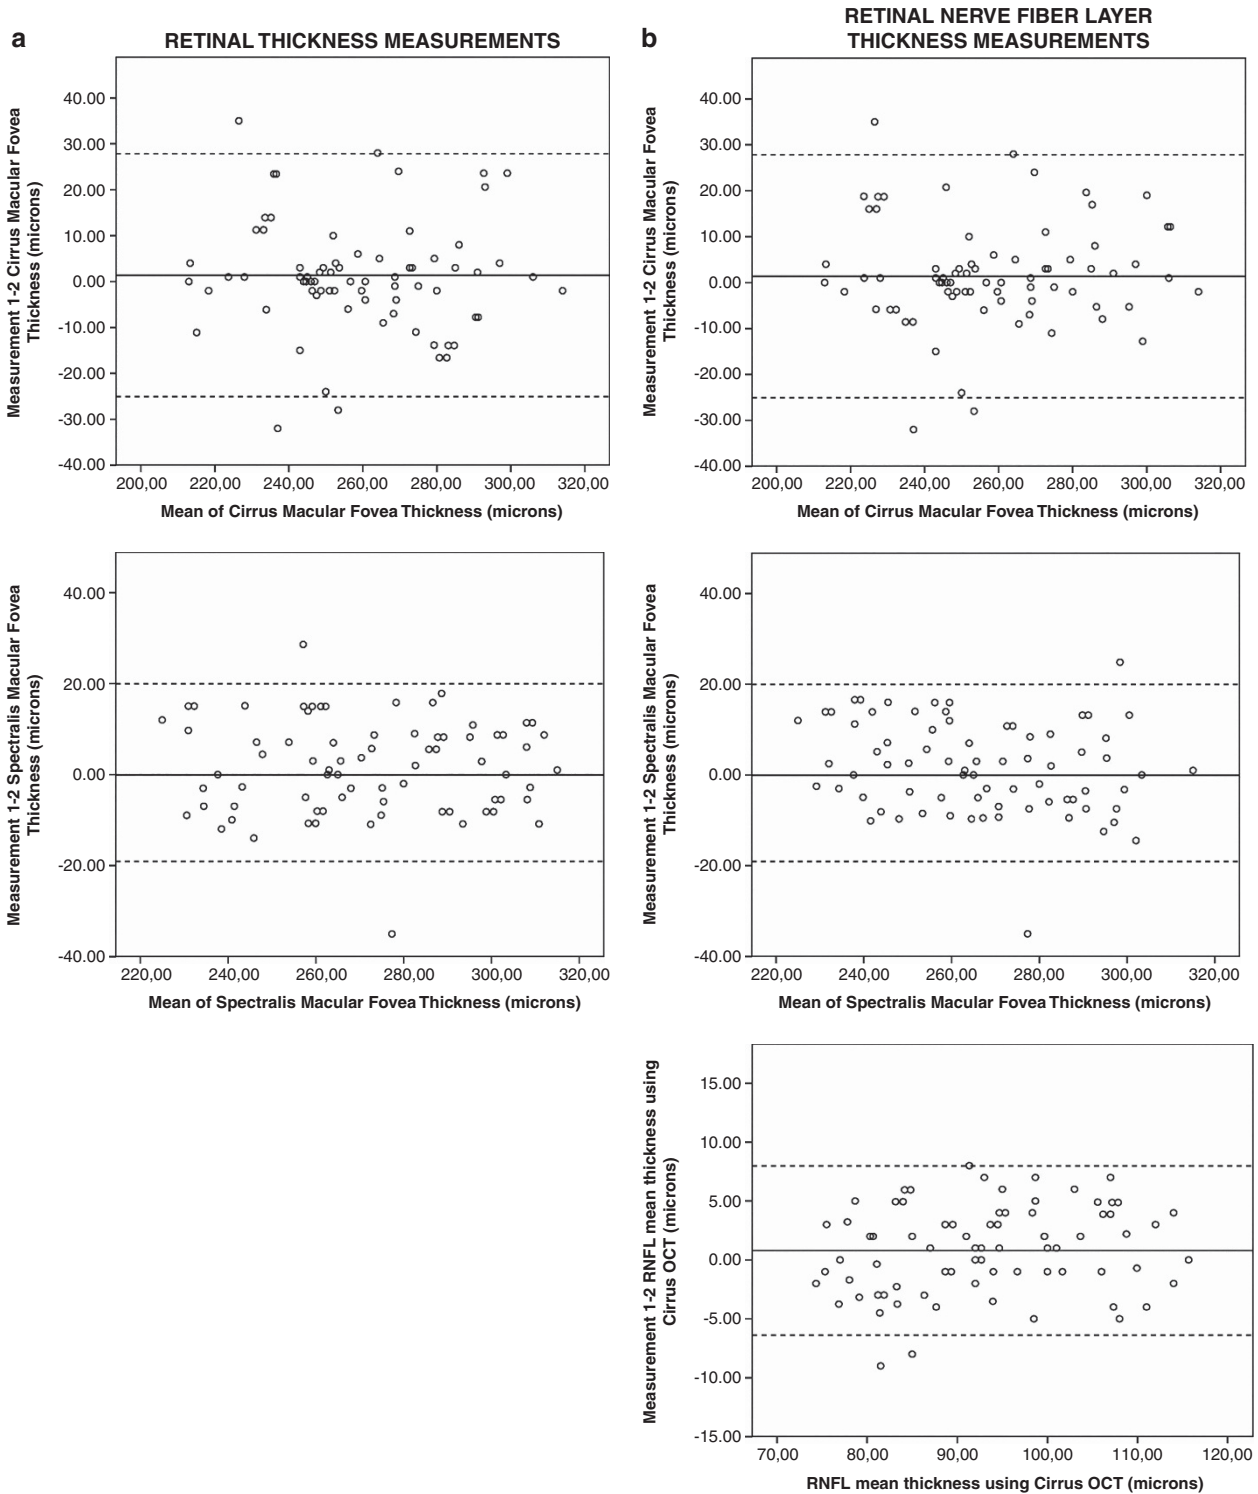 a
RETINAL THICKNESS MEASUREMENTS
Measurement 1-2 Cirrus Macular Fovea
Thickness (microns)
40.00
30.00
20.00
10.00
0.00
-10.00
-20.00
-30.00
-40.00
200,00 220,00 240,00 260,00 280,00 300,00 320,00
Mean of Cirrus Macular Fovea Thickness (microns)
Measurement 1-2 Spectralis Macular Fovea
Thickness (microns)
40.00
20.00
0.00
-20.00
-40.00
220,00 240,00 260,00 280,00 300,00 320,00
Mean of Spectralis Macular Fovea Thickness (microns)
b
RETINAL NERVE FIBER LAYER
THICKNESS MEASUREMENTS
Measurement 1-2 Cirrus Macular Fovea
Thickness (microns)
40.00
30.00
20.00
10.00
0.00
-10.00
-20.00
-30.00
-40.00
200,00 220,00 240,00 260,00 280,00 300,00 320,00
Mean of Cirrus Macular Fovea Thickness (microns)
Measurement 1-2 Spectralis Macular Fovea
Thickness (microns)
40.00
20.00
0.00
-20.00
-40.00
220,00 240,00 260,00 280,00 300,00 320,00
Mean of Spectralis Macular Fovea Thickness (microns)
Measurement 1-2 RNFL mean thickness using
Cirrus OCT (microns)
15.00
10.00
5.00
0.00
-5.00
-10.00
-15.00
70,00 80,00 90,00 100,00 110,00 120,00
RNFL mean thickness using Cirrus OCT (microns)